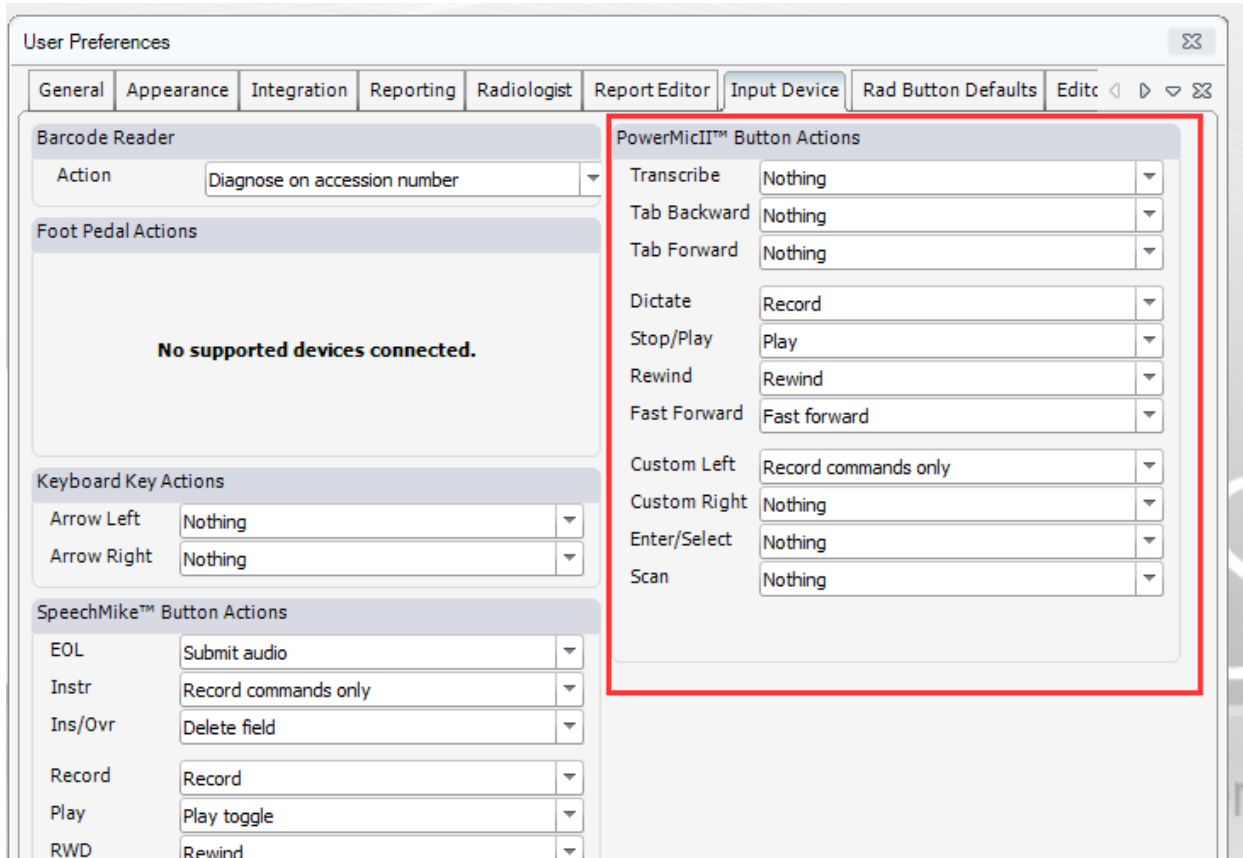 User Preferences
General Appearance Integration Reporting Radiologist Report Editor Input Device Rad Button Defaults
Barcode Reader
Action Diagnose on accession number
Foot Pedal Actions
No supported devices connected.
Keyboard Key Actions
Arrow Left Nothing
Arrow Right Nothing
SpeechMike™ Button Actions
EOL Submit audio
Instr Record commands only
Ins/Ovr Delete field
Record Record
Play Play toggle
RWD Rewind
PowerMicII™ Button Actions
Transcribe Nothing
Tab Backward Nothing
Tab Forward Nothing
Dictate Record
Stop/Play Play
Rewind Rewind
Fast Forward Fast forward
Custom Left Record commands only
Custom Right Nothing
Enter/Select Nothing
Scan Nothing